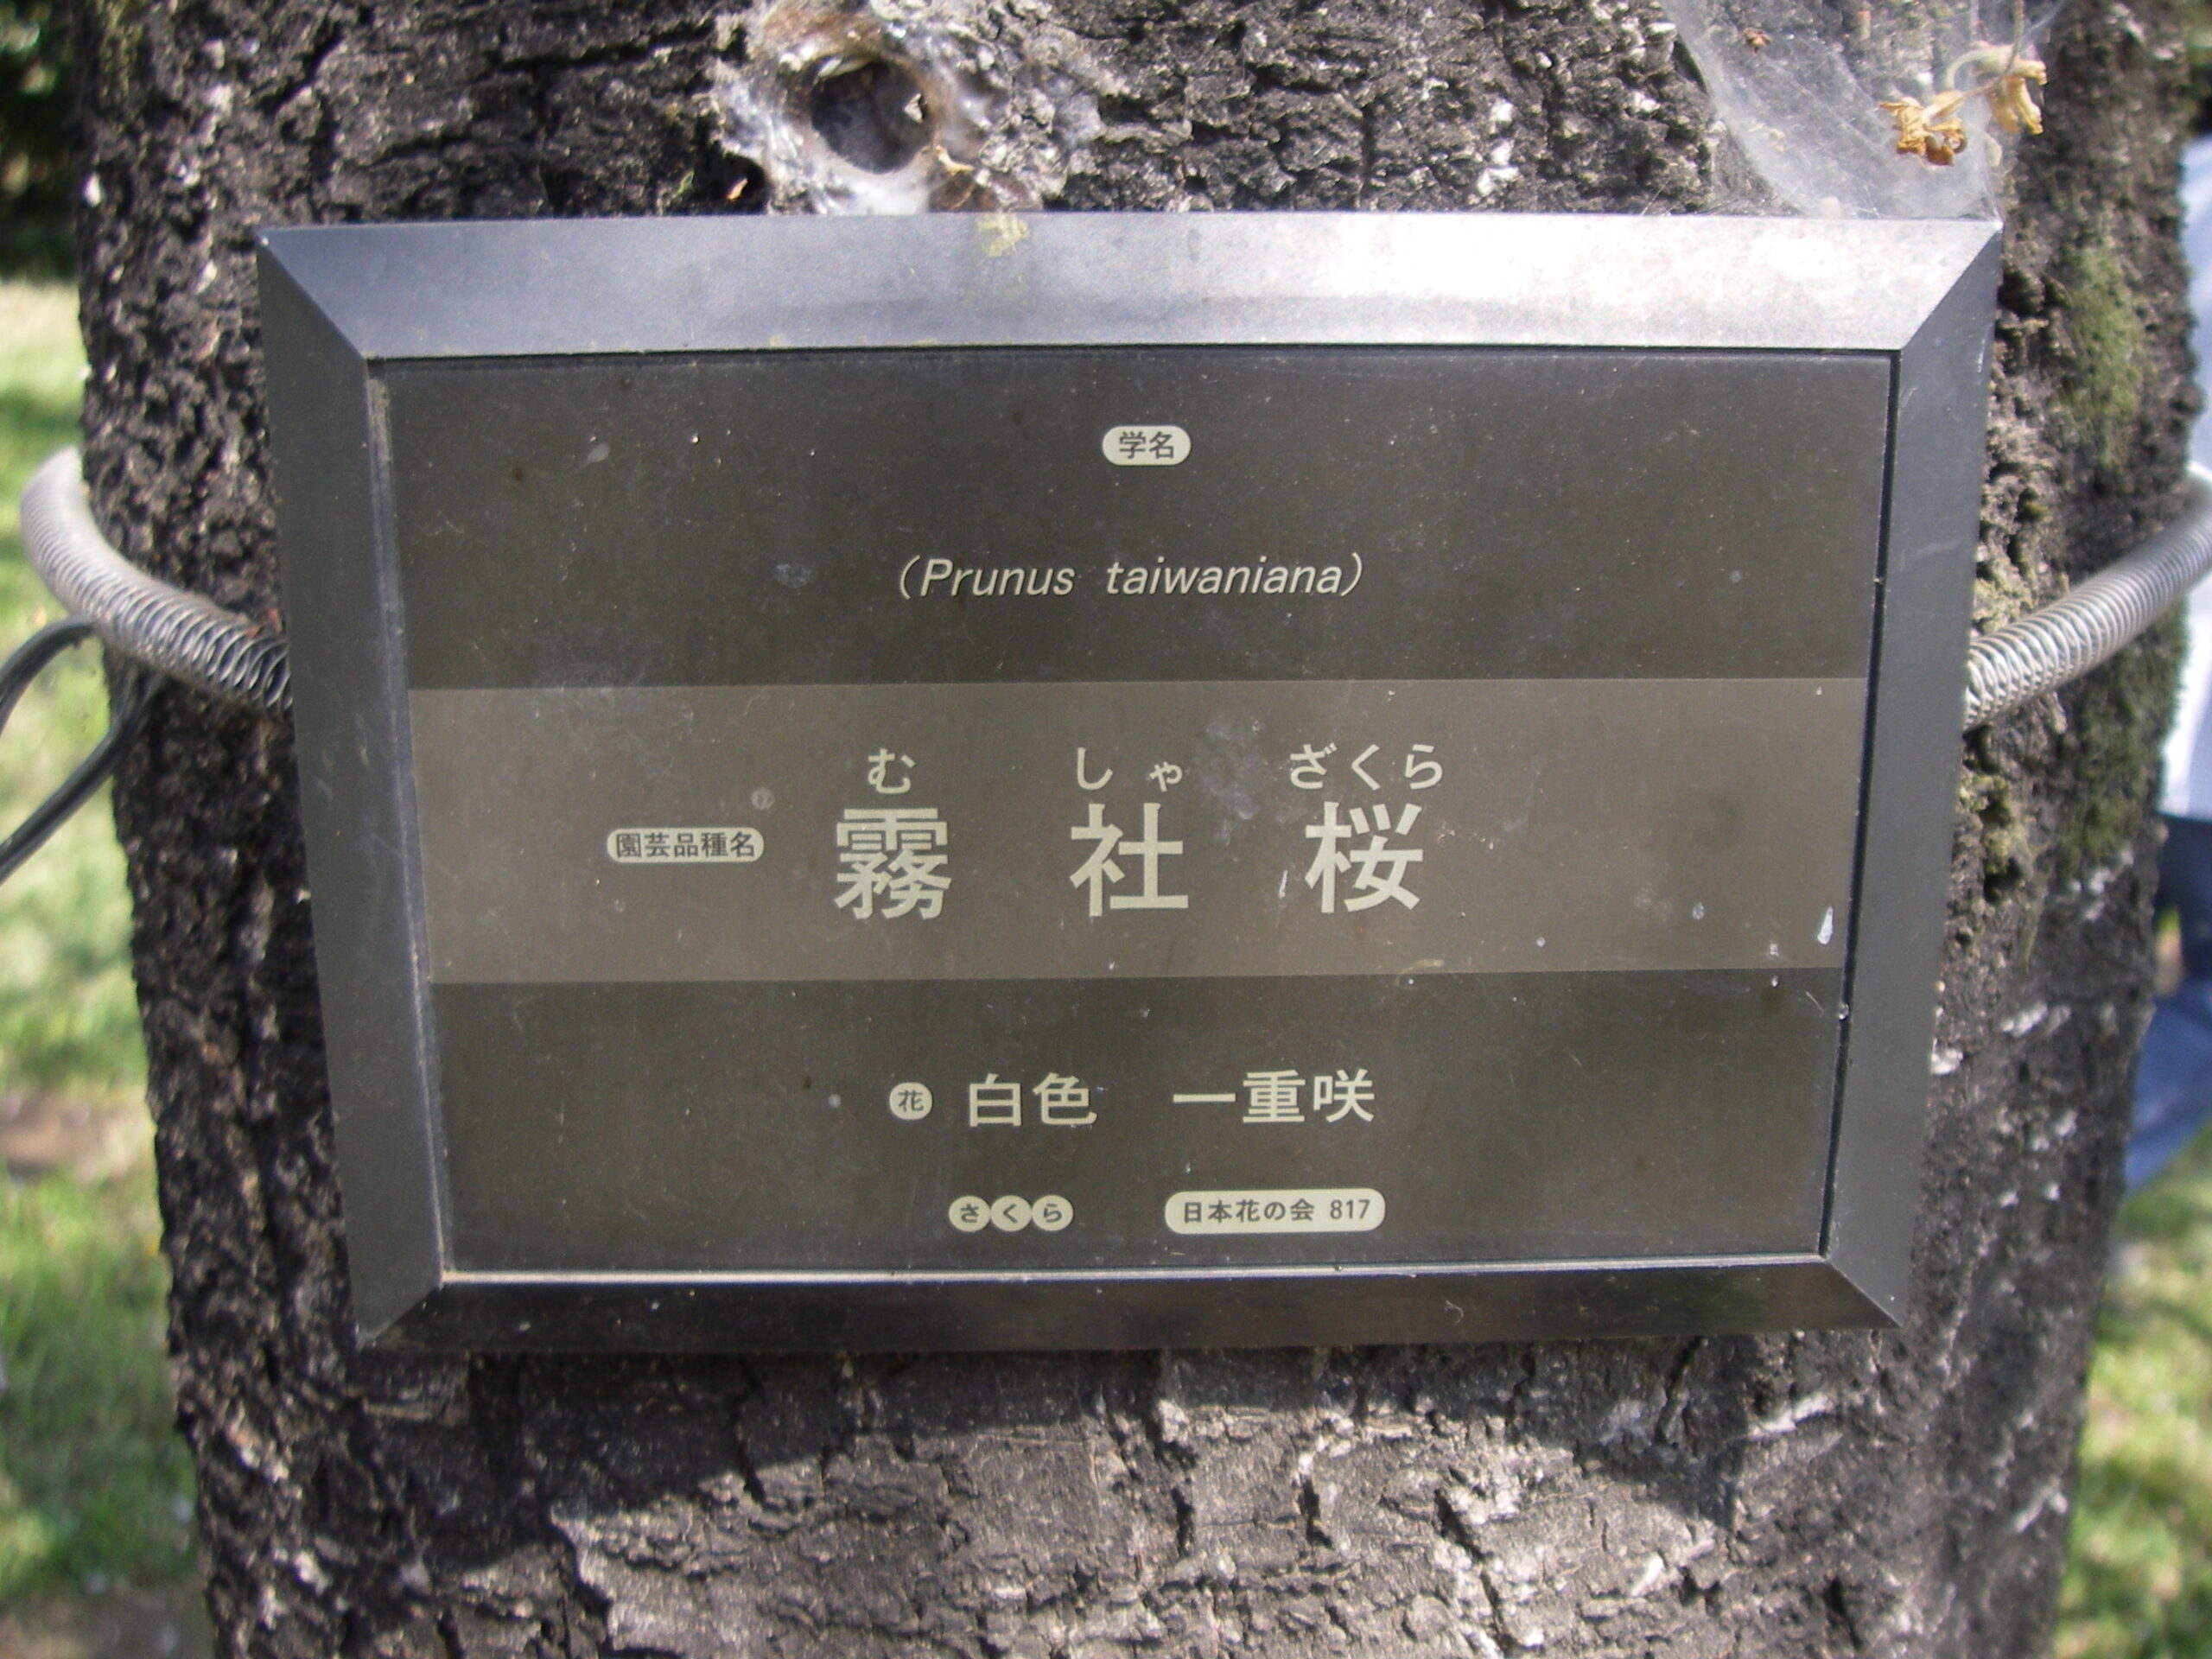 学名
(Prunus taiwaniana)
む しゃ ざくら
園芸品種名 霧 社 桜
花 白色 一重咲
さくら 日本花の会 817